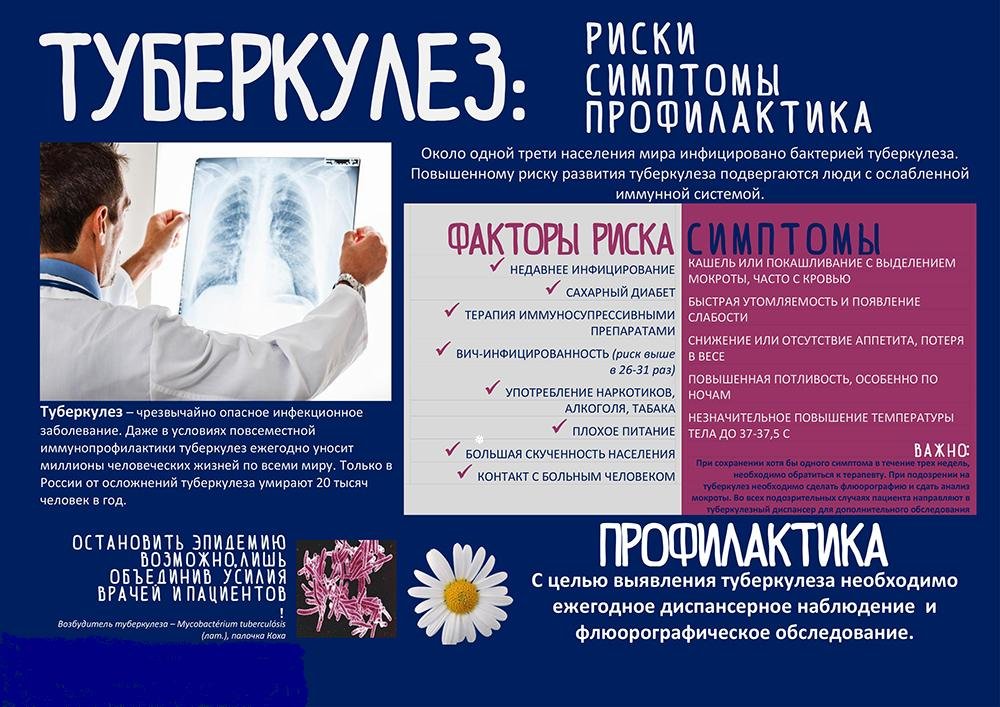 ТУБЕРКУЛЕЗ:
РИСКИ
СИМПТОМЫ
ПРОФИЛАКТИКА
Около одной трети населения мира инфицировано бактерией туберкулеза.
Повышенному риску развития туберкулеза подвергаются люди с ослабленной
иммунной системой.
ФАКТОРЫ РИСКА
НЕДАВНЕЕ ИНФИЦИРОВАНИЕ
САХАРНЫЙ ДИАБЕТ
ТЕРАПИЯ ИММУНОСУПРЕССИВНЫМИ
ПРЕПАРАТАМИ
ВИЧ-ИНФИЦИРОВАННОСТЬ (риск выше
в 26-31 раз)
УПОТРЕБЛЕНИЕ НАРКОТИКОВ,
АЛКОГОЛЯ, ТАБАКА
ПЛОХОЕ ПИТАНИЕ
БОЛЬШАЯ СКУЧЕННОСТЬ НАСЕЛЕНИЯ
КОНТАКТ С БОЛЬНЫМ ЧЕЛОВЕКОМ
СИМПТОМЫ
КАШЕЛЬ ИЛИ ПОКАШЛИВАНИЕ С ВЫДЕЛЕНИЕМ
МОКРОТЫ, ЧАСТО С КРОВЬЮ
БЫСТРАЯ УТОМЛЯЕМОСТЬ И ПОЯВЛЕНИЕ
СЛАБОСТИ
СНИЖЕНИЕ ИЛИ ОТСУТСТВИЕ АППЕТИТА, ПОТЕРЯ
В ВЕСЕ
ПОВЫШЕННАЯ ПОТЛИВОСТЬ, ОСОБЕННО ПО
НОЧАМ
НЕЗНАЧИТЕЛЬНОЕ ПОВЫШЕНИЕ ТЕМПЕРАТУРЫ
ТЕЛА ДО 37-37,5 С
ВАЖНО:
При сохранении хотя бы одного симптома в течение трех недель,
необходимо обратиться к терапевту. При подозрении на
туберкулез необходимо сделать флюорографию и сдать анализ
мокроты. Во всех подозрительных случаях пациента направляют в
туберкулезный диспансер для дополнительного обследования
Туберкулез – чрезвычайно опасное инфекционное
заболевание. Даже в условиях повсеместной
иммунопрофилактики туберкулез ежегодно уносит
миллионы человеческих жизней по всеми миру. Только в
России от осложнений туберкулеза умирают 20 тысяч
человек в год.
ОСТАНОВИТЬ ЭПИДЕМИЮ
ВОЗМОЖНО,ЛИШЬ
ОБЪЕДИНИВ УСИЛИЯ
ВРАЧЕЙ И ПАЦИЕНТОВ
!
Возбудитель туберкулеза – Mycobactérium tuberculósis
(лат.), палочка Коха
ПРОФИЛАКТИКА
С целью выявления туберкулеза необходимо
ежегодное диспансерное наблюдение и
флюорографическое обследование.